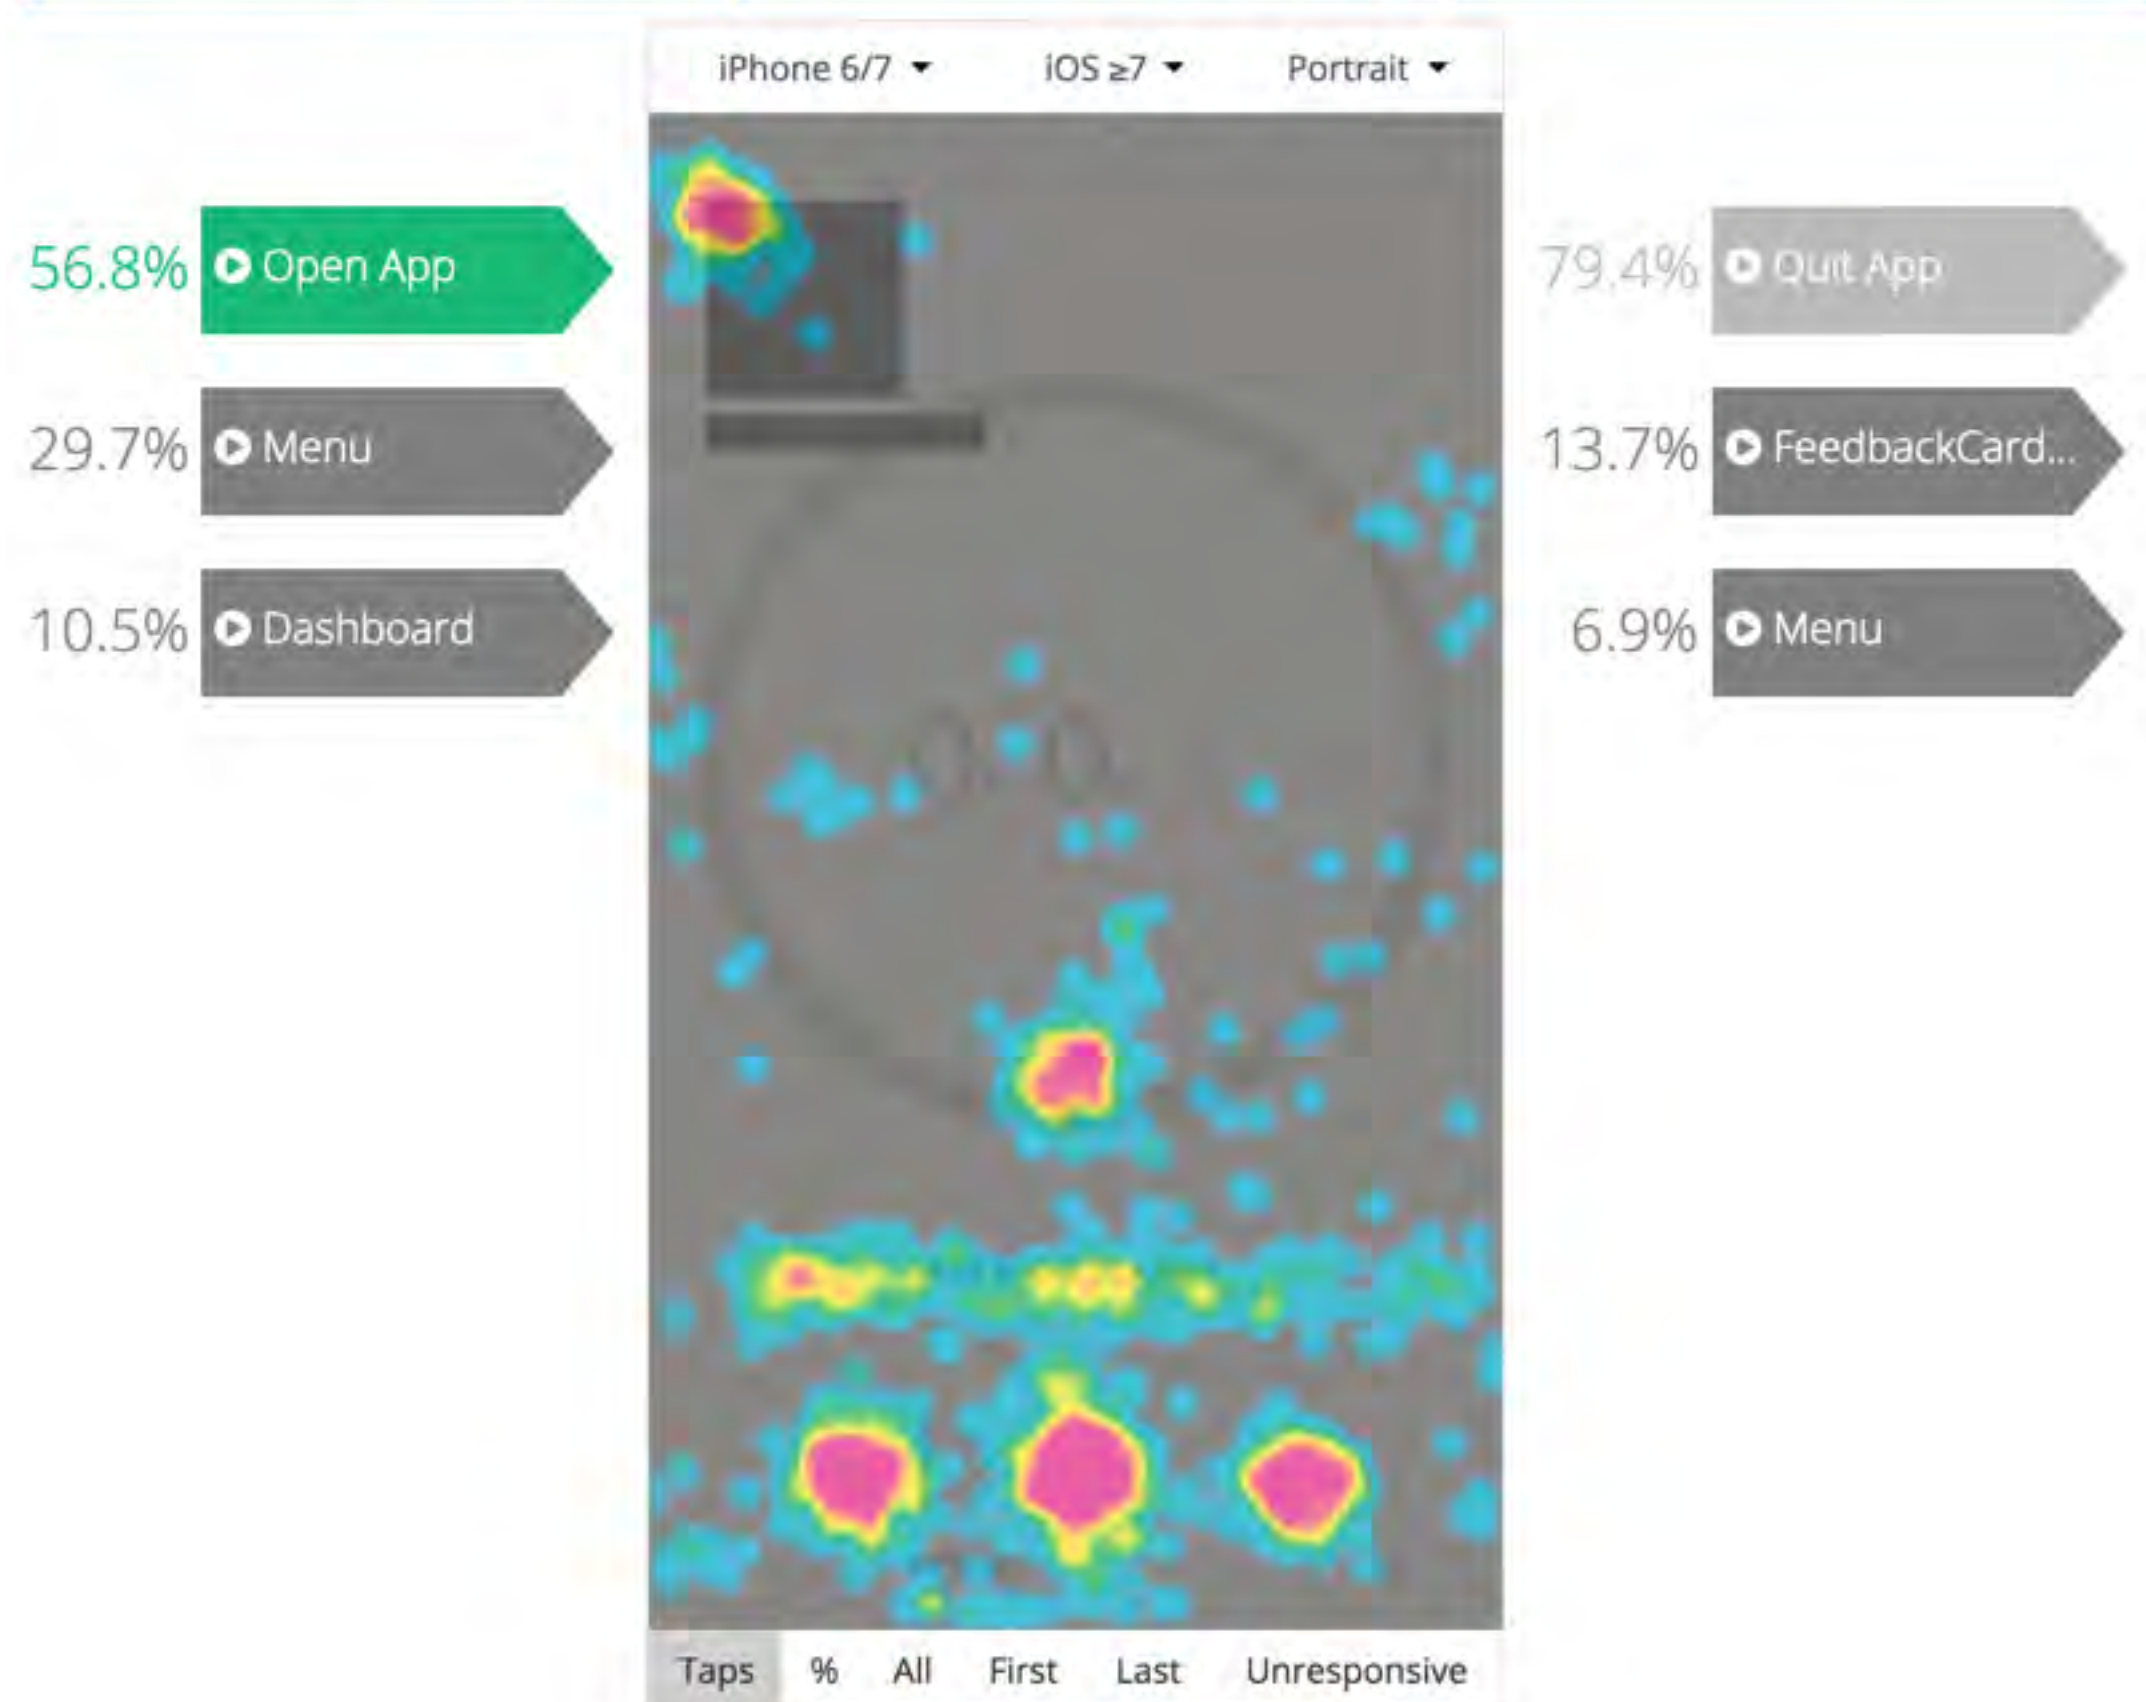 iPhone 6/7 iOS ≥7 Portrait
56.8% Open App
29.7% Menu
10.5% Dashboard
79.4% Quit App
13.7% FeedbackCard...
6.9% Menu
Taps % All First Last Unresponsive